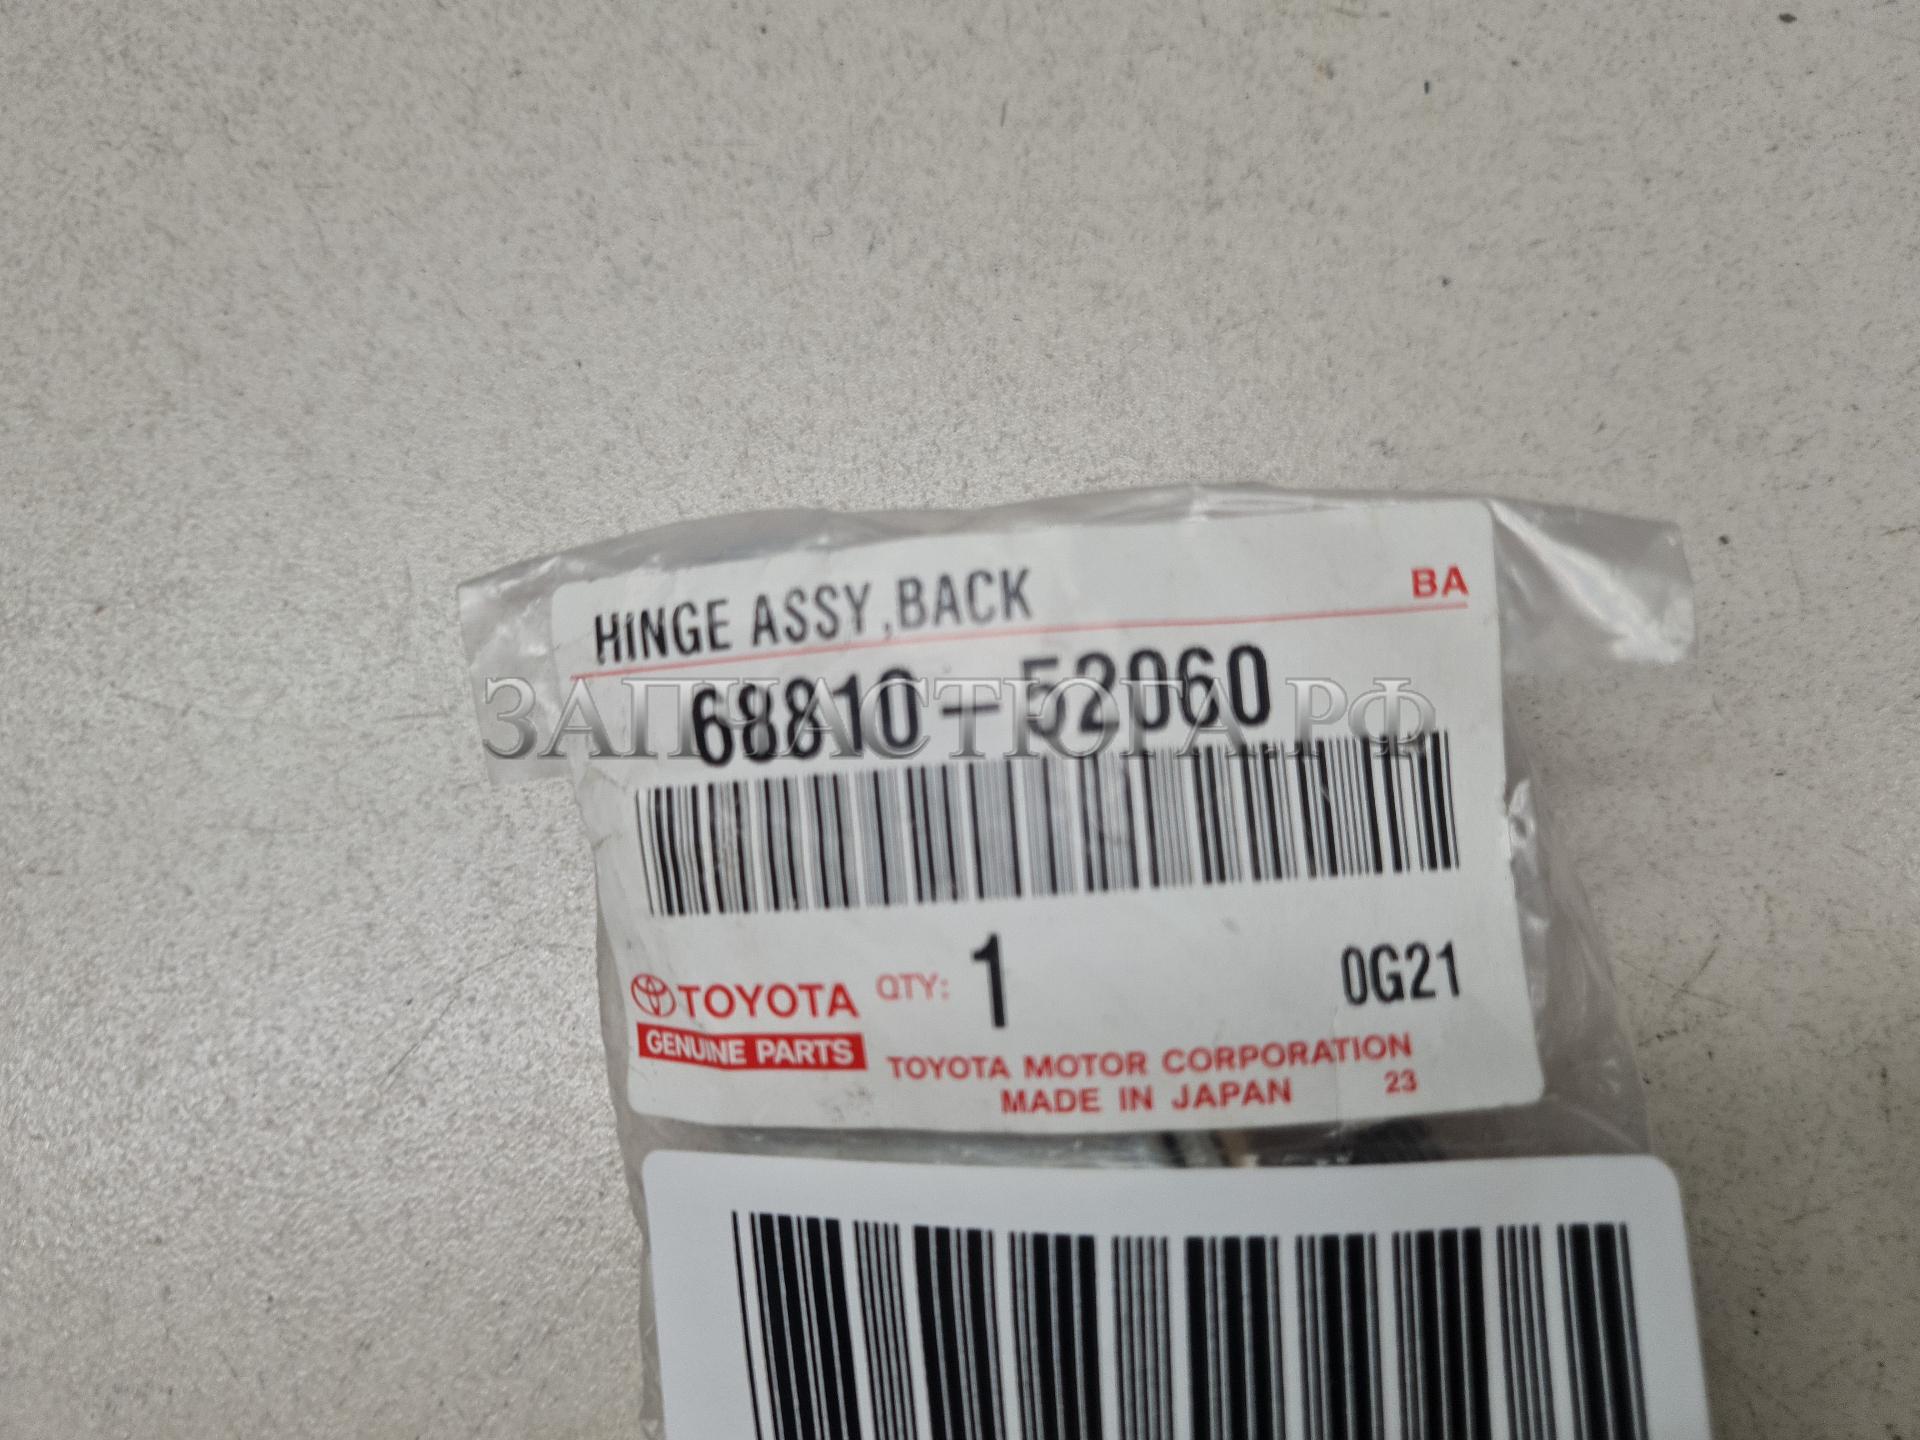 HINGE ASSY,BACK
BA
68810-52060
ЗАПЧАСТЮГА.РФ
QTY: 1
0G21
TOYOTA
GENUINE PARTS
TOYOTA MOTOR CORPORATION
MADE IN JAPAN 23